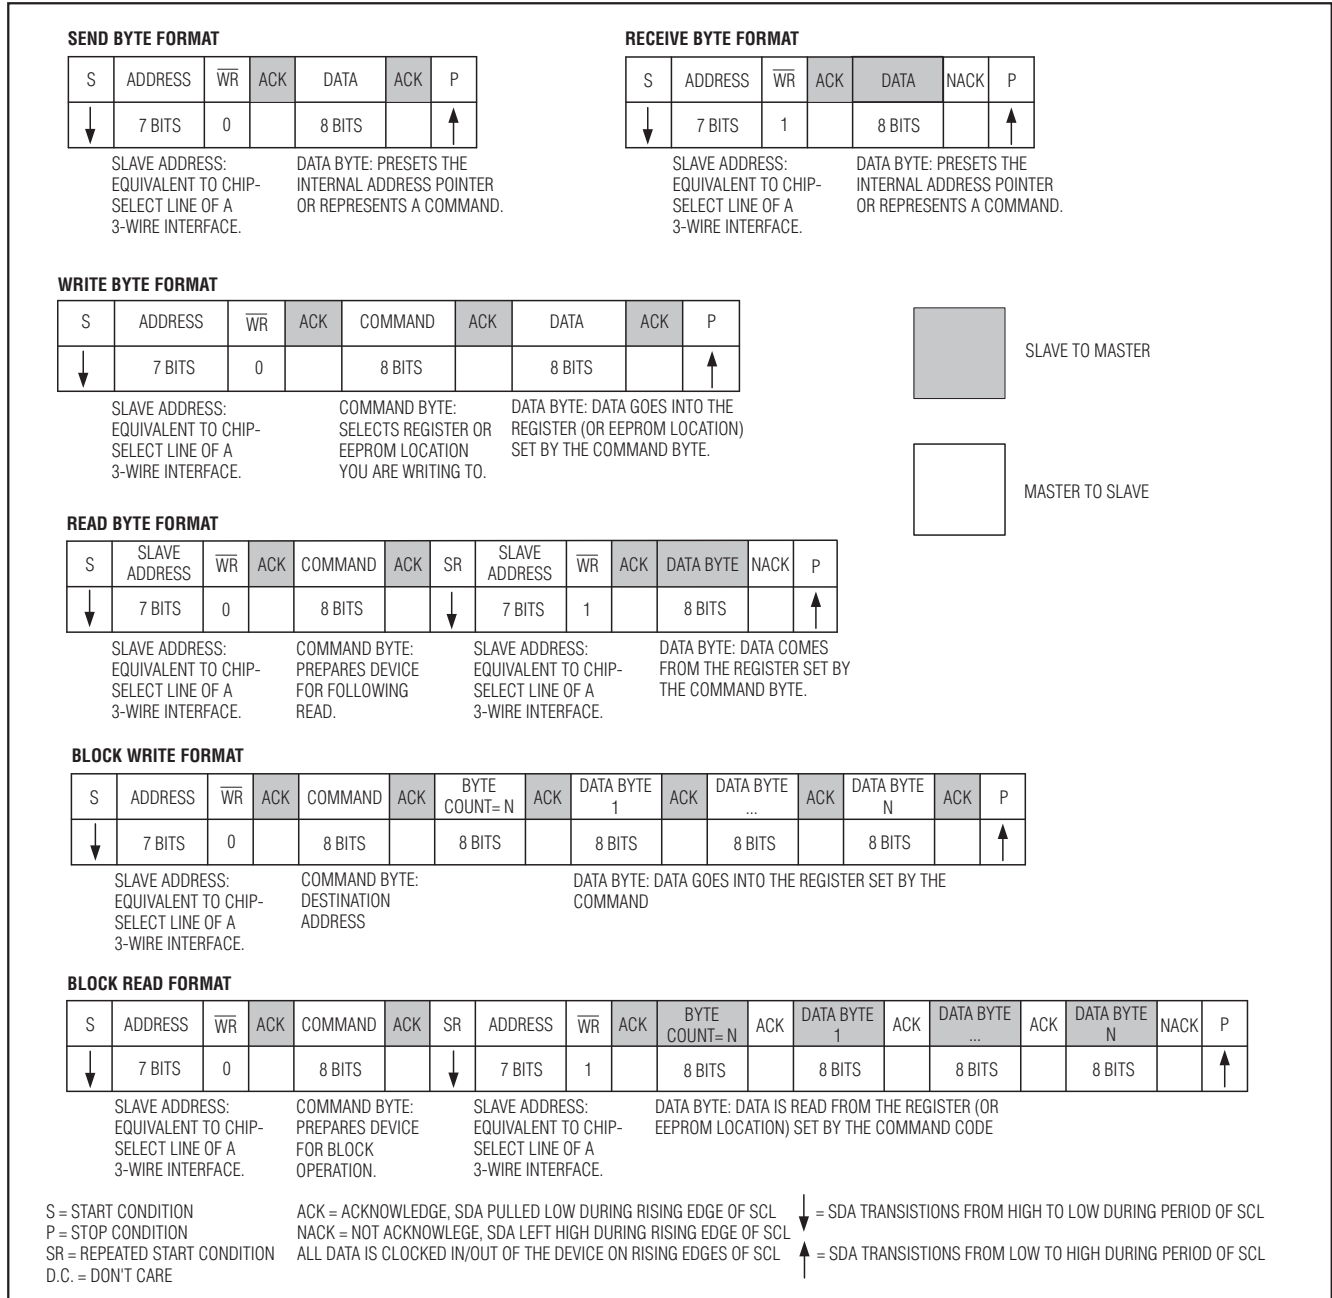 SEND BYTE FORMAT
S ADDRESS WR ACK DATA ACK P
7 BITS 0 8 BITS
SLAVE ADDRESS:
EQUIVALENT TO CHIP-
SELECT LINE OF A
3-WIRE INTERFACE.
DATA BYTE: PRESETS THE
INTERNAL ADDRESS POINTER
OR REPRESENTS A COMMAND.
RECEIVE BYTE FORMAT
S ADDRESS WR ACK DATA NACK P
7 BITS 1 8 BITS
SLAVE ADDRESS:
EQUIVALENT TO CHIP-
SELECT LINE OF A
3-WIRE INTERFACE.
DATA BYTE: PRESETS THE
INTERNAL ADDRESS POINTER
OR REPRESENTS A COMMAND.
WRITE BYTE FORMAT
S ADDRESS WR ACK COMMAND ACK DATA ACK P
7 BITS 0 8 BITS 8 BITS
SLAVE ADDRESS:
EQUIVALENT TO CHIP-
SELECT LINE OF A
3-WIRE INTERFACE.
COMMAND BYTE:
SELECTS REGISTER OR
EEPROM LOCATION
YOU ARE WRITING TO.
DATA BYTE: DATA GOES INTO THE
REGISTER (OR EEPROM LOCATION)
SET BY THE COMMAND BYTE.
SLAVE TO MASTER
MASTER TO SLAVE
READ BYTE FORMAT
S SLAVE ADDRESS WR ACK COMMAND ACK SR SLAVE ADDRESS WR ACK DATA BYTE NACK P
7 BITS 0 8 BITS 7 BITS 1 8 BITS
SLAVE ADDRESS:
EQUIVALENT TO CHIP-
SELECT LINE OF A
3-WIRE INTERFACE.
COMMAND BYTE:
PREPARES DEVICE
FOR FOLLOWING
READ.
SLAVE ADDRESS:
EQUIVALENT TO CHIP-
SELECT LINE OF A
3-WIRE INTERFACE.
DATA BYTE: DATA COMES
FROM THE REGISTER SET BY
THE COMMAND BYTE.
BLOCK WRITE FORMAT
S ADDRESS WR ACK COMMAND ACK BYTE COUNT= N ACK DATA BYTE 1 ACK DATA BYTE ... ACK DATA BYTE N ACK P
7 BITS 0 8 BITS 8 BITS 8 BITS 8 BITS 8 BITS
SLAVE ADDRESS:
EQUIVALENT TO CHIP-
SELECT LINE OF A
3-WIRE INTERFACE.
COMMAND BYTE:
DESTINATION
ADDRESS
DATA BYTE: DATA GOES INTO THE REGISTER SET BY THE
COMMAND
BLOCK READ FORMAT
S ADDRESS WR ACK COMMAND ACK SR ADDRESS WR ACK BYTE COUNT= N ACK DATA BYTE 1 ACK DATA BYTE ... ACK DATA BYTE N NACK P
7 BITS 0 8 BITS 7 BITS 1 8 BITS 8 BITS 8 BITS 8 BITS
SLAVE ADDRESS:
EQUIVALENT TO CHIP-
SELECT LINE OF A
3-WIRE INTERFACE.
COMMAND BYTE:
PREPARES DEVICE
FOR BLOCK
OPERATION.
SLAVE ADDRESS:
EQUIVALENT TO CHIP-
SELECT LINE OF A
3-WIRE INTERFACE.
DATA BYTE: DATA IS READ FROM THE REGISTER (OR
EEPROM LOCATION) SET BY THE COMMAND CODE
S = START CONDITION
P = STOP CONDITION
SR = REPEATED START CONDITION
D.C. = DON'T CARE
ACK = ACKNOWLEDGE, SDA PULLED LOW DURING RISING EDGE OF SCL
NACK = NOT ACKNOWLEGE, SDA LEFT HIGH DURING RISING EDGE OF SCL
ALL DATA IS CLOCKED IN/OUT OF THE DEVICE ON RISING EDGES OF SCL
= SDA TRANSISTIONS FROM HIGH TO LOW DURING PERIOD OF SCL
= SDA TRANSISTIONS FROM LOW TO HIGH DURING PERIOD OF SCL